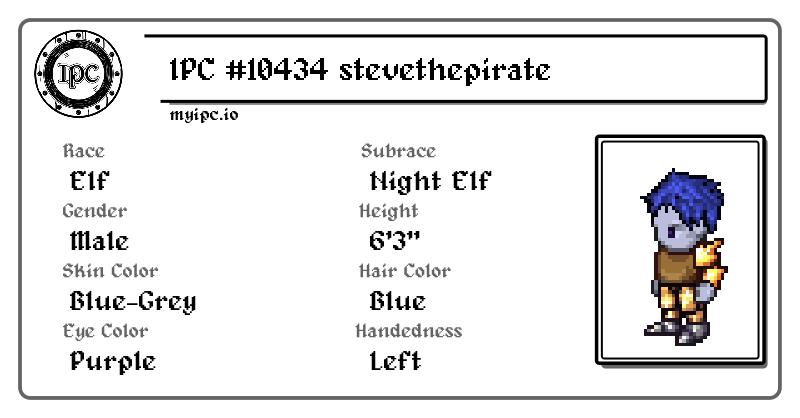 IPC
IPC #10434 stevethepirate
myipc.io
Race
Elf
Subrace
Night Elf
Gender
Male
Height
6'3"
Skin Color
Blue-Grey
Hair Color
Blue
Eye Color
Purple
Handedness
Left